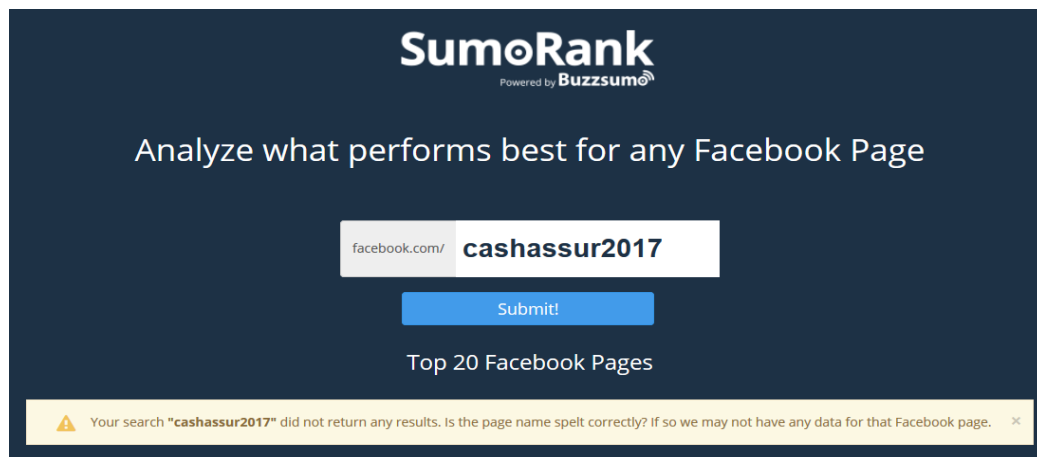 SumoRank
Powered by Buzzsumo
Analyze what performs best for any Facebook Page
facebook.com/ cashassur2017
Submit!
Top 20 Facebook Pages
Your search "cashassur2017" did not return any results. Is the page name spelt correctly? If so we may not have any data for that Facebook page. ×